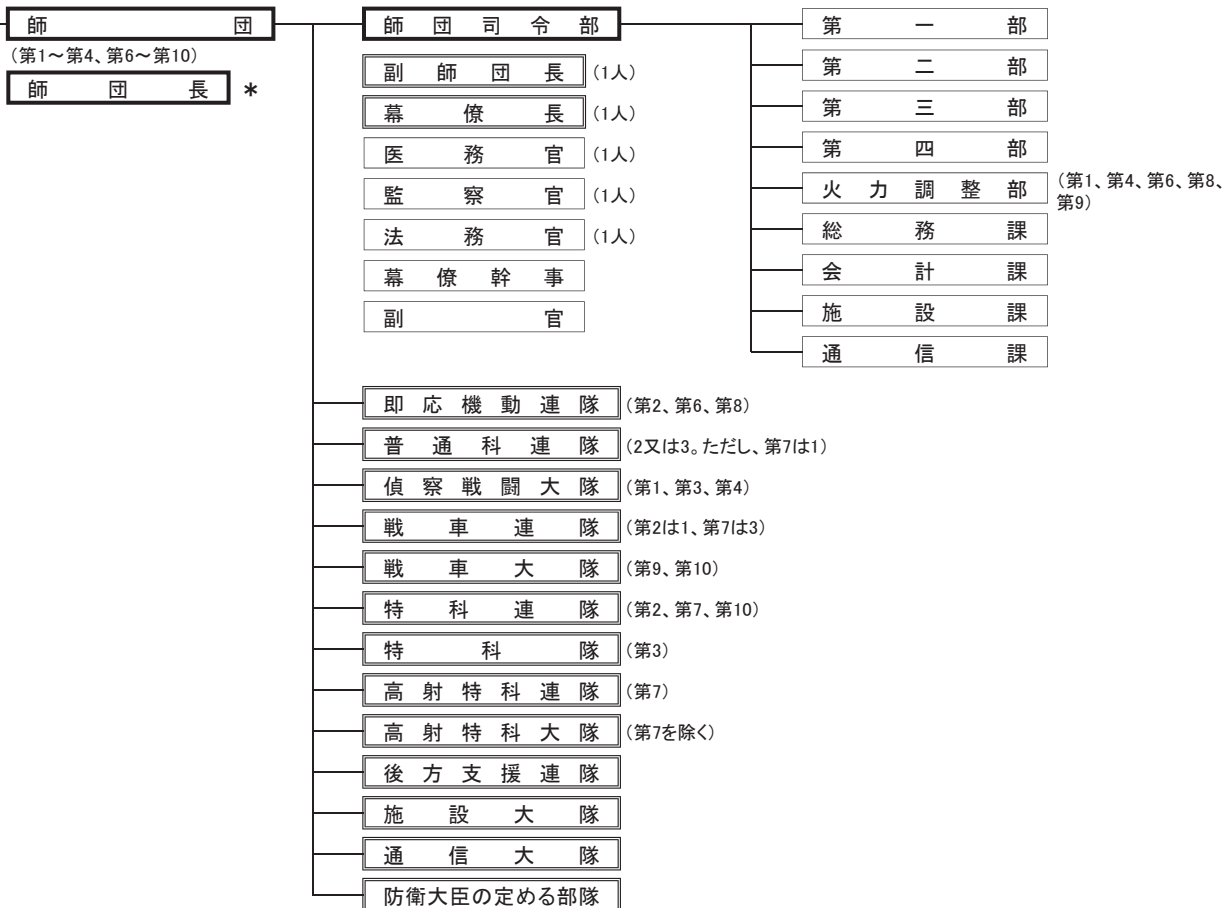 師団
(第1～第4、第6～第10)
師団長 *
師団司令部
副師団長 (1人)
幕僚長 (1人)
医務官 (1人)
監察官 (1人)
法務官 (1人)
幕僚幹事
副官
第一部
第二部
第三部
第四部
火力調整部 (第1、第4、第6、第8、
第9)
総務課
会計課
施設課
通信課
即応機動連隊 (第2、第6、第8)
普通科連隊 (2又は3。ただし、第7は1)
偵察戦闘大隊 (第1、第3、第4)
戦車連隊 (第2は1、第7は3)
戦車大隊 (第9、第10)
特科連隊 (第2、第7、第10)
特科隊 (第3)
高射特科連隊 (第7)
高射特科大隊 (第7を除く)
後方支援連隊
施設大隊
通信大隊
防衛大臣の定める部隊